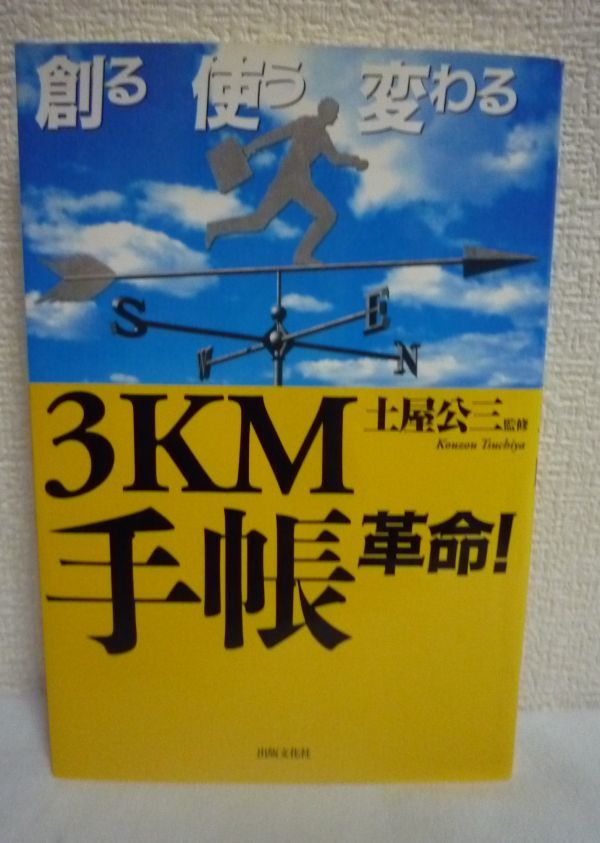 創る 使う 変わる
S
E
W
N
3KM
土屋公三 監修
Kouzou Tsuchiya
手帳革命!
出版文化社